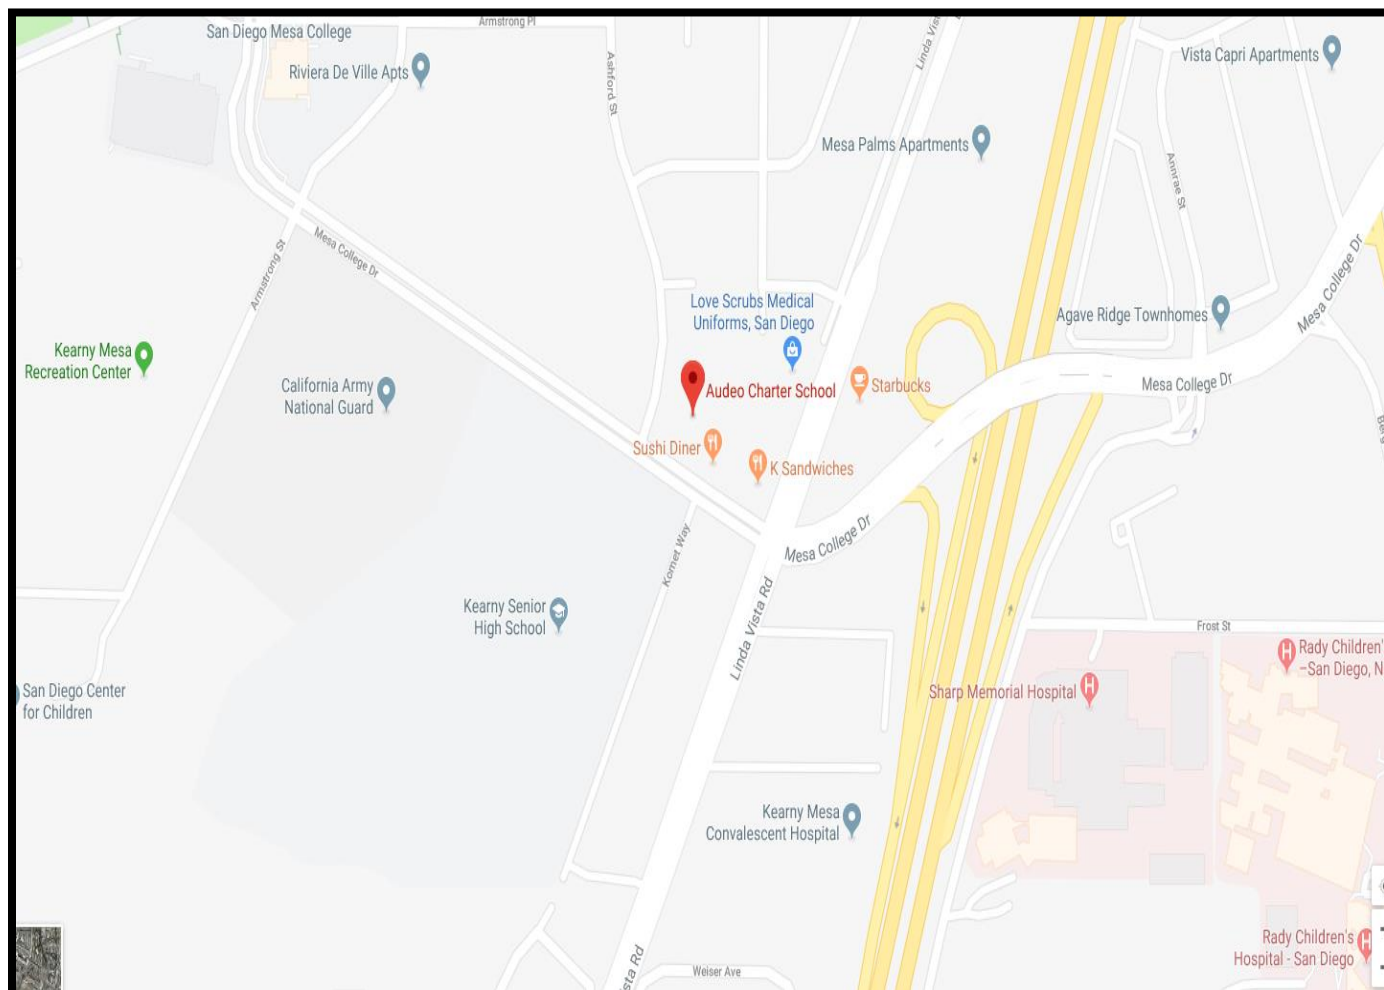 Armstrong Pl
San Diego Mesa College
Linda Vista
Riviera De Ville Apts
Ashford St
Vista Capri Apartments
Mesa Palms Apartments
Annrae St
Mesa College Dr
Armstrong St
Love Scrubs Medical
Uniforms, San Diego
Agave Ridge Townhomes
Mesa College Dr
Kearny Mesa
Recreation Center
California Army
National Guard
Audeo Charter School
Starbucks
Mesa College Dr
Sushi Diner
K Sandwiches
Berg
Mesa College Dr
Komet Way
Linda Vista Rd
Kearny Senior
High School
Frost St
Rady Children's
–San Diego, N
San Diego Center
for Children
Sharp Memorial Hospital
Kearny Mesa
Convalescent Hospital
Rady Children's
Hospital - San Diego
Weiser Ave
sta Rd